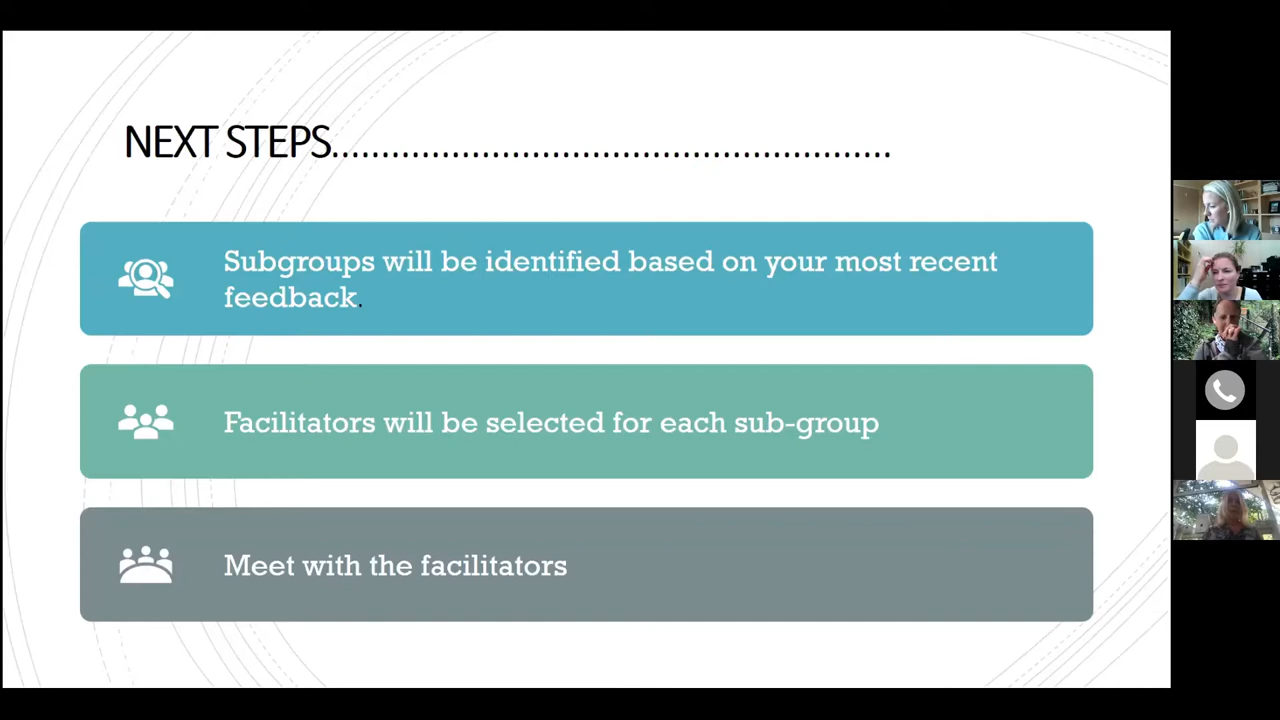 NEXT STEPS........................................................
Subgroups will be identified based on your most recent
feedback.
Facilitators will be selected for each sub-group
Meet with the facilitators